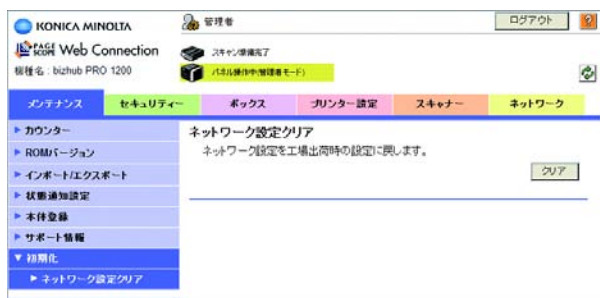 KONICA MINOLTA
管理者
ログアウト
?
PAGE SCOPE Web Connection
スキャン準備完了
機種名 : bizhub PRO 1200
パネル操作中(管理者モード)
メンテナンス
セキュリティー
ボックス
プリンター設定
スキャナー
ネットワーク
カウンター
ROMバージョン
インポート/エクスポート
状態通知設定
本体登録
サポート情報
初期化
ネットワーク設定クリア
ネットワーク設定クリア
ネットワーク設定を工場出荷時の設定に戻します。
クリア